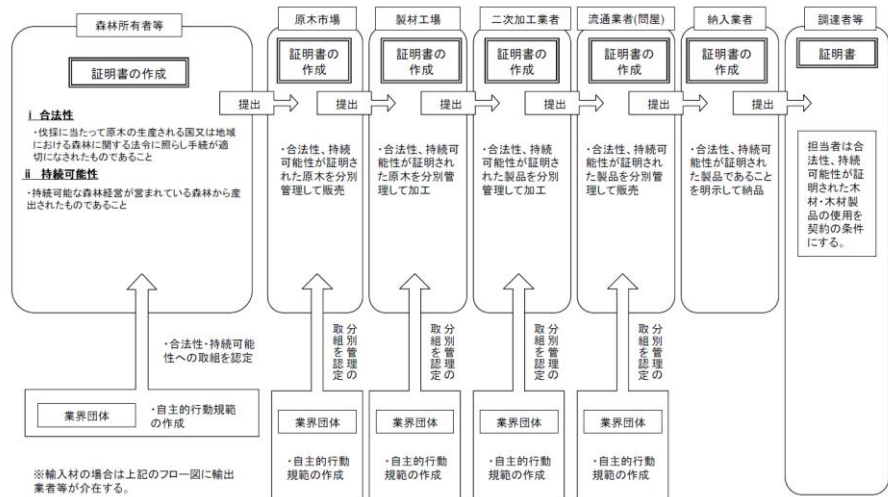 森林所有者等
証明書の作成
i 合法性
・伐採に当たって原木の生産される国又は地域
における森林に関する法令に照らし手続が適
切になされたものであること
ii 持続可能性
・持続可能な森林経営が営まれている森林から産
出されたものであること
提出
原木市場
証明書の
作成
・合法性、持続可
能性が証明され
た原木を分別
管理して販売
提出
製材工場
証明書の
作成
・合法性、持続可
能性が証明され
た原木を分別管
理して加工
提出
二次加工業者
証明書の
作成
・合法性、持続可
能性が証明され
た製品を分別管
理して加工
提出
流通業者(問屋)
証明書の
作成
・合法性、持続可
能性が証明され
た製品を分別管
理して販売
提出
納入業者
証明書の
作成
・合法性、持続可
能性が証明され
た製品であることを
明示して納品
提出
調達者等
証明書
担当者は合
法性、持続可
能性が証
明された木
材・木材製
品の使用を
契約の条件
にする。
・合法性・持続可能
性への取組を認定
業界団体
・自主的行動規範
の作成
分別管理の
取組を認定
業界団体
・自主的行動
規範の作成
分別管理の
取組を認定
業界団体
・自主的行動
規範の作成
分別管理の
取組を認定
業界団体
・自主的行動
規範の作成
分別管理の
取組を認定
業界団体
・自主的行動
規範の作成
※輸入材の場合は上記のフロー図に輸出
業者等が介在する。